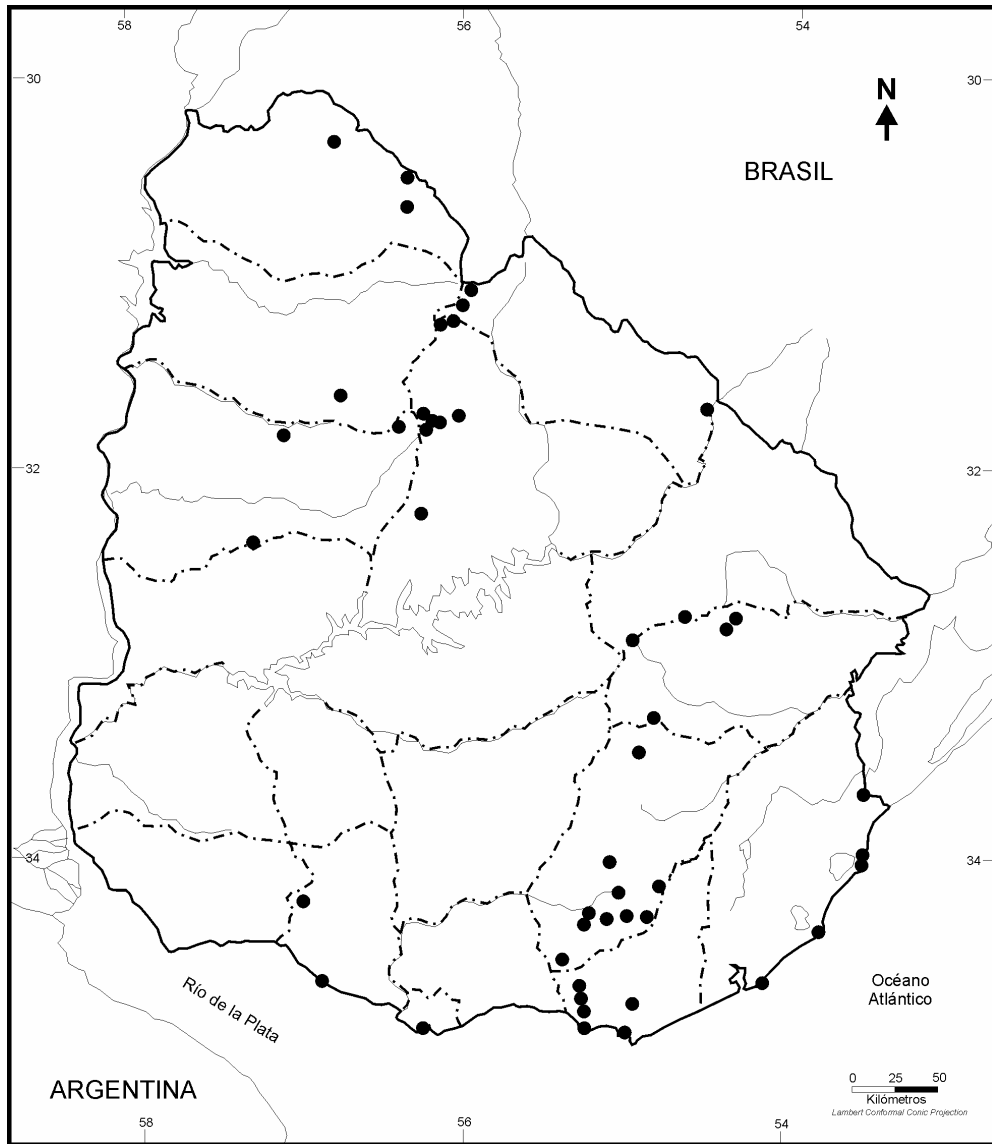 58
56
54
30
30
N
BRASIL
32
32
34
34
Río de la Plata
Océano
Atlántico
ARGENTINA
0 25 50
Kilómetros
Lambert Conformal Conic Projection
58
56
54